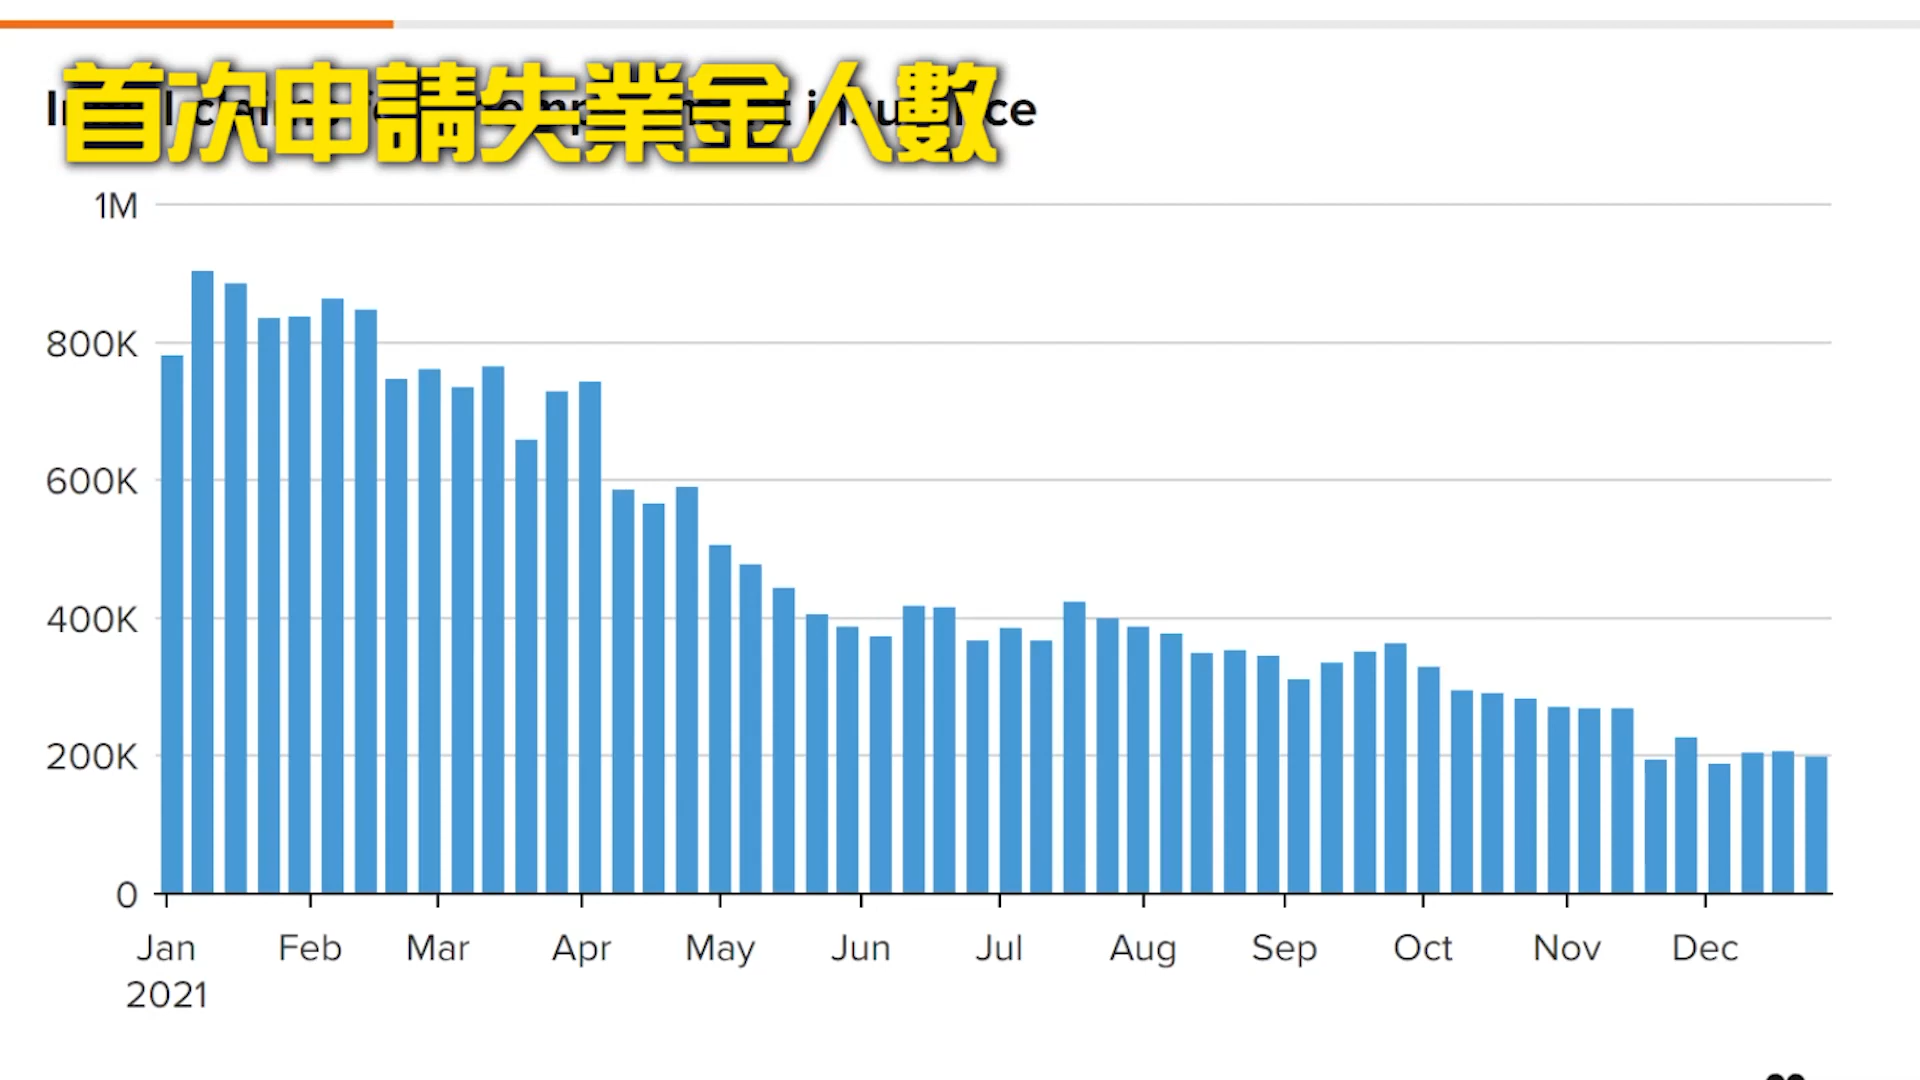 首次申請失業金人數
insurance
1M
800K
600K
400K
200K
0
Jan Feb Mar Apr May Jun Jul Aug Sep Oct Nov Dec
2021